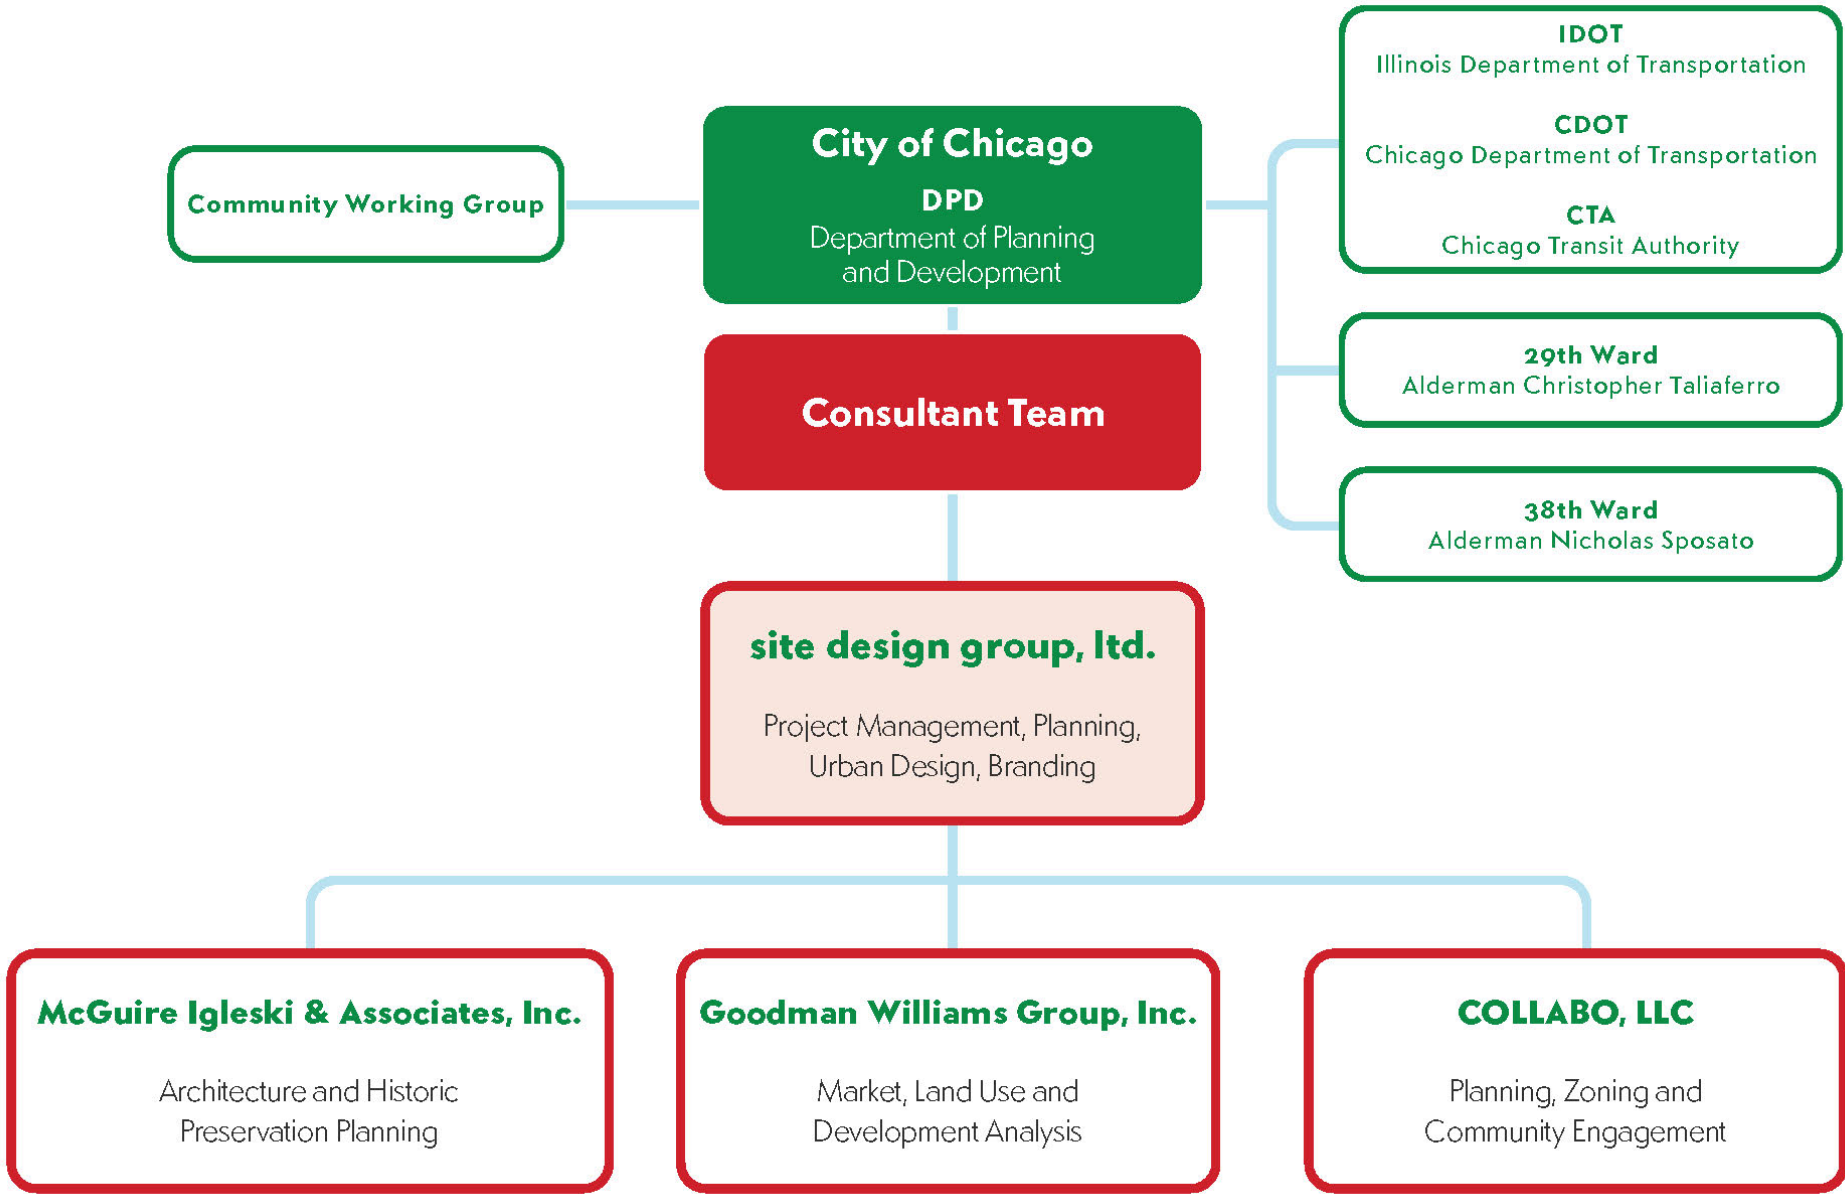 Community Working Group
City of Chicago
DPD
Department of Planning
and Development
IDOT
Illinois Department of Transportation
CDOT
Chicago Department of Transportation
CTA
Chicago Transit Authority
29th Ward
Alderman Christopher Taliaferro
38th Ward
Alderman Nicholas Sposato
Consultant Team
site design group, ltd.
Project Management, Planning,
Urban Design, Branding
McGuire Igleski & Associates, Inc.
Architecture and Historic
Preservation Planning
Goodman Williams Group, Inc.
Market, Land Use and
Development Analysis
COLLABO, LLC
Planning, Zoning and
Community Engagement